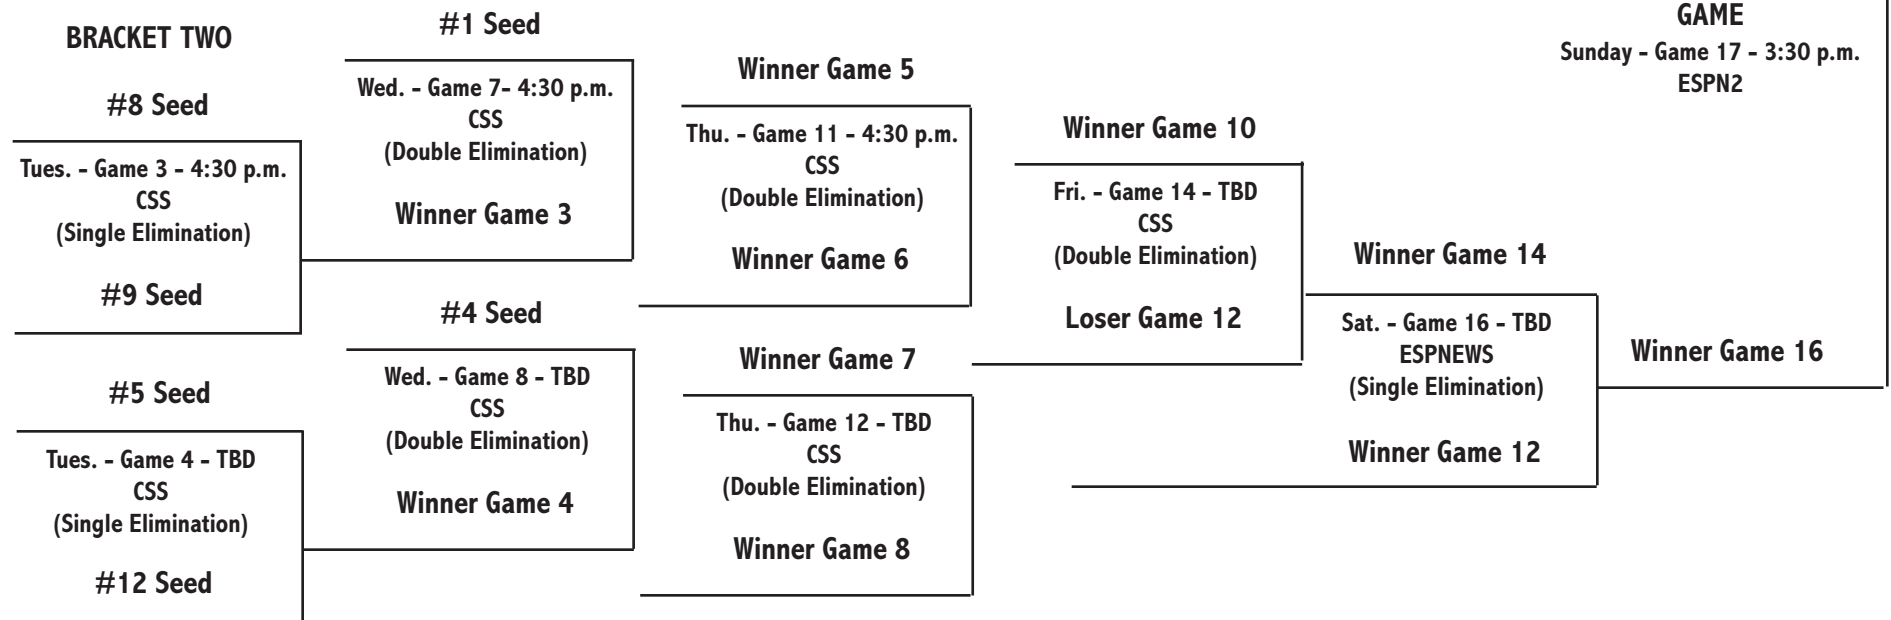 BRACKET TWO
#8 Seed
Tues. - Game 3 - 4:30 p.m.
CSS
(Single Elimination)
#9 Seed
#5 Seed
Tues. - Game 4 - TBD
CSS
(Single Elimination)
#12 Seed
#1 Seed
Wed. - Game 7- 4:30 p.m.
CSS
(Double Elimination)
Winner Game 3
#4 Seed
Wed. - Game 8 - TBD
CSS
(Double Elimination)
Winner Game 4
Winner Game 5
Thu. - Game 11 - 4:30 p.m.
CSS
(Double Elimination)
Winner Game 6
Winner Game 7
Thu. - Game 12 - TBD
CSS
(Double Elimination)
Winner Game 8
Winner Game 10
Fri. - Game 14 - TBD
CSS
(Double Elimination)
Loser Game 12
Winner Game 14
Sat. - Game 16 - TBD
ESPNEWS
(Single Elimination)
Winner Game 12
GAME
Sunday - Game 17 - 3:30 p.m.
ESPN2
Winner Game 16